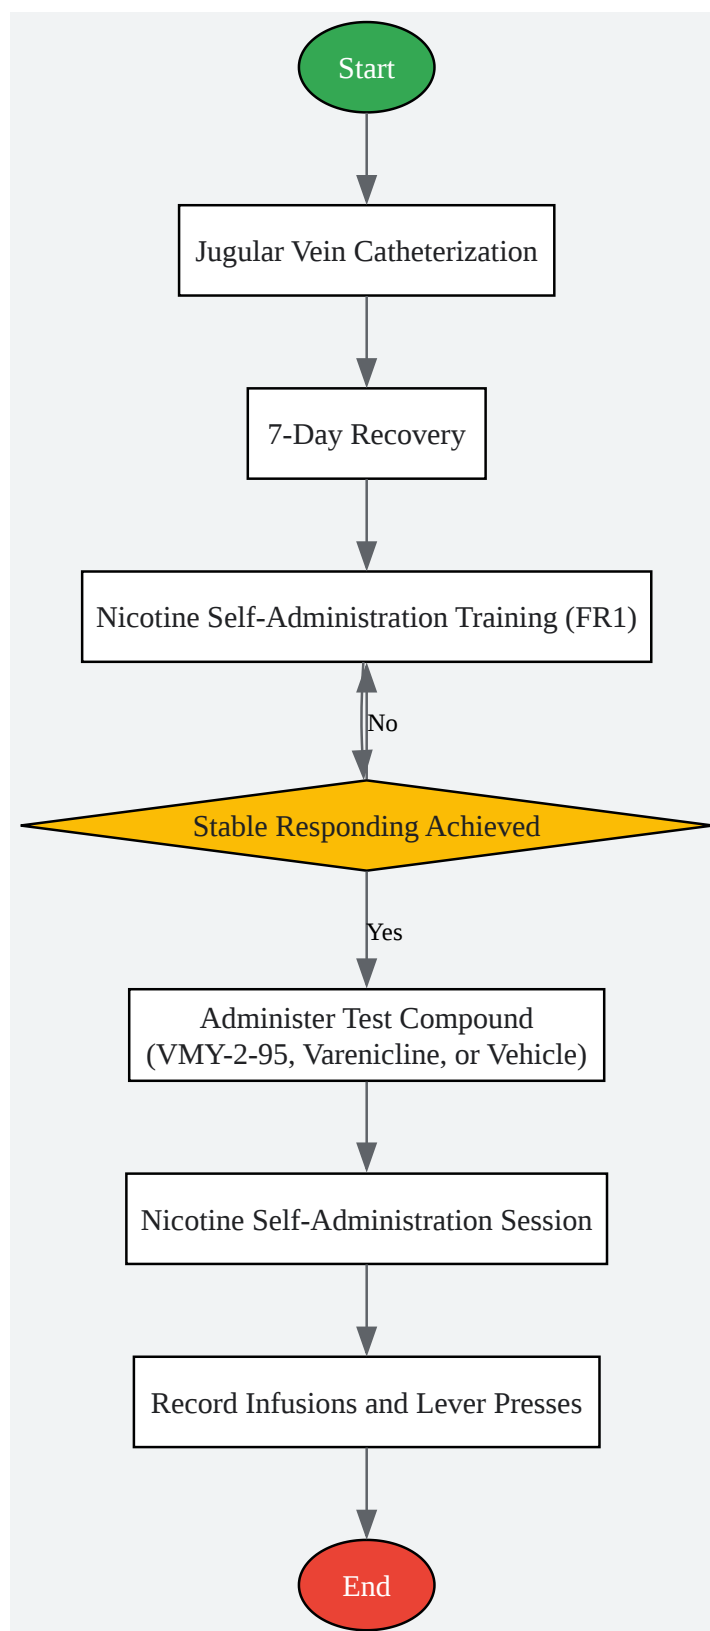 Start
Jugular Vein Catheterization
7-Day Recovery
Nicotine Self-Administration Training (FR1)
No
Stable Responding Achieved
Yes
Administer Test Compound
(VMY-2-95, Varenicline, or Vehicle)
Nicotine Self-Administration Session
Record Infusions and Lever Presses
End